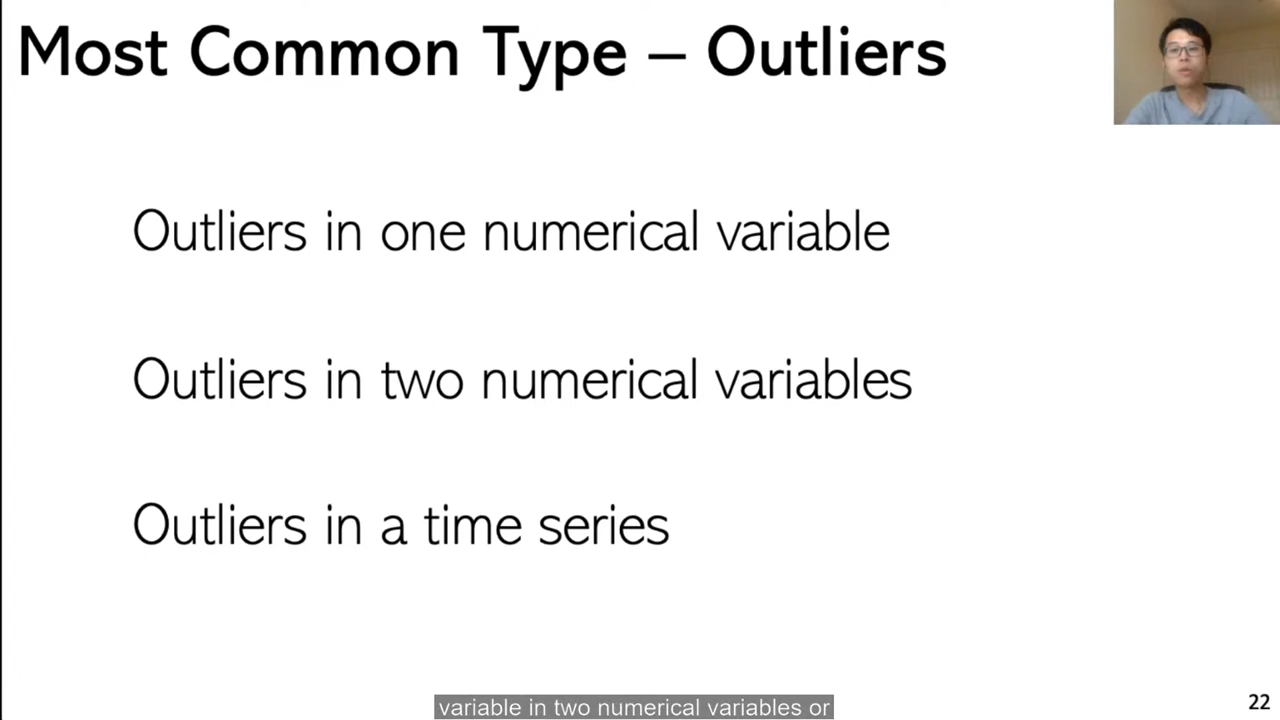 Most Common Type – Outliers
Outliers in one numerical variable
Outliers in two numerical variables
Outliers in a time series
variable in two numerical variables or
22